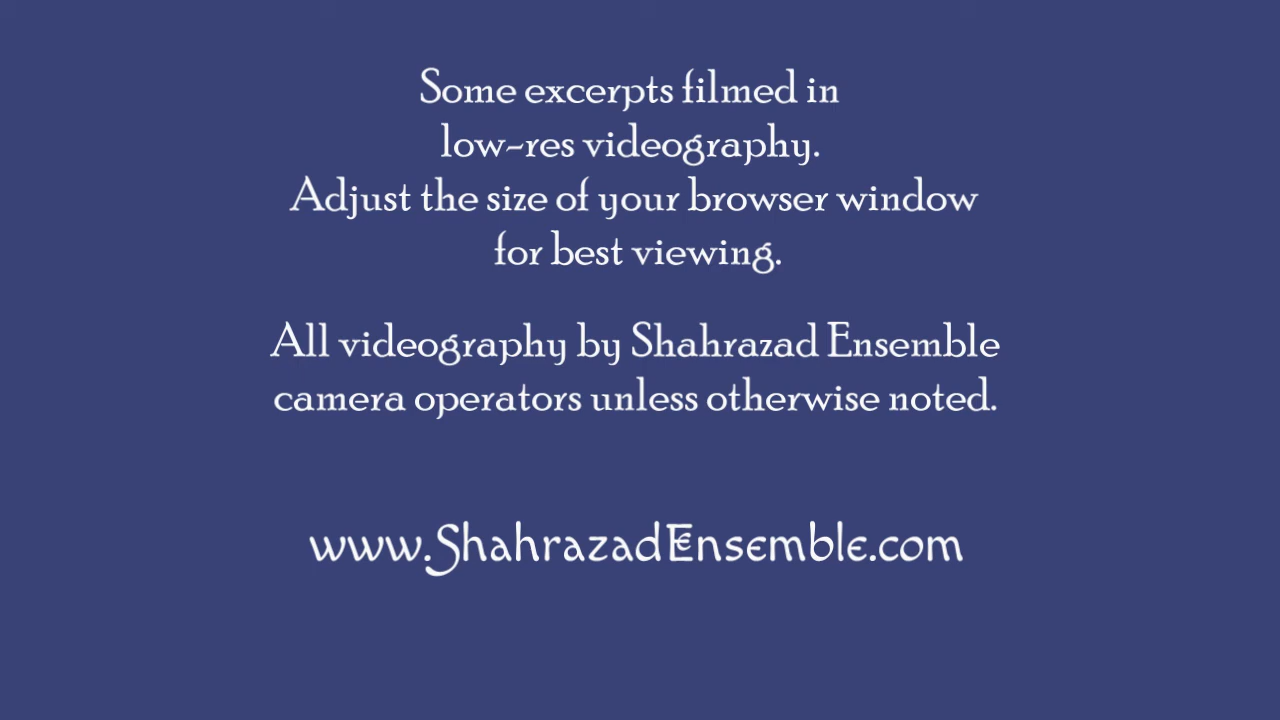 Some excerpts filmed in
low-res videography.
Adjust the size of your browser window
for best viewing.
All videography by Shahrazad Ensemble
camera operators unless otherwise noted.
www.ShahrazadEnsemble.com